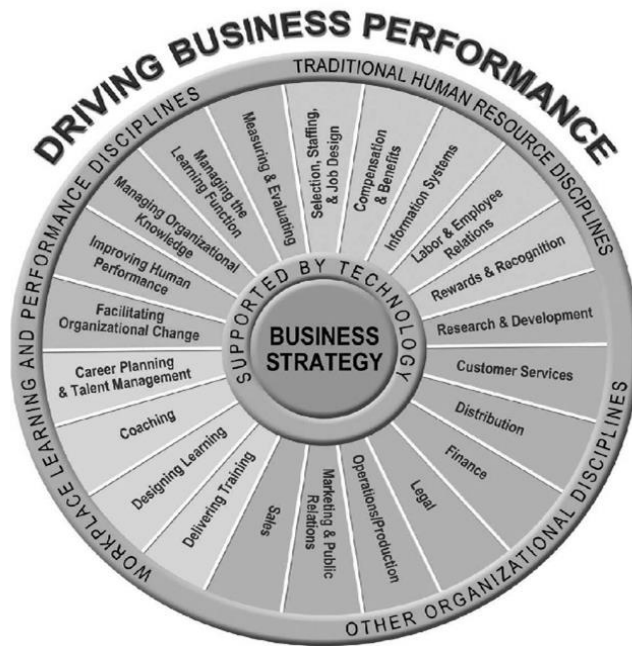 DRIVING BUSINESS PERFORMANCE
TRADITIONAL HUMAN RESOURCE DISCIPLINES
Selection, Staffing,
& Job Design
Compensation
& Benefits
Information Systems
Labor & Employee
Relations
Rewards & Recognition
OTHER ORGANIZATIONAL DISCIPLINES
Research & Development
Customer Services
Distribution
Finance
Legal
Operations/Production
Marketing & Public
Relations
Sales
WORKPLACE LEARNING AND PERFORMANCE DISCIPLINES
Delivering Training
Designing Learning
Coaching
Career Planning
& Talent Management
Facilitating
Organizational Change
Improving Human
Performance
Managing Organizational
Knowledge
Managing the
Learning Function
Measuring & Evaluating
SUPPORTED BY TECHNOLOGY
BUSINESS
STRATEGY